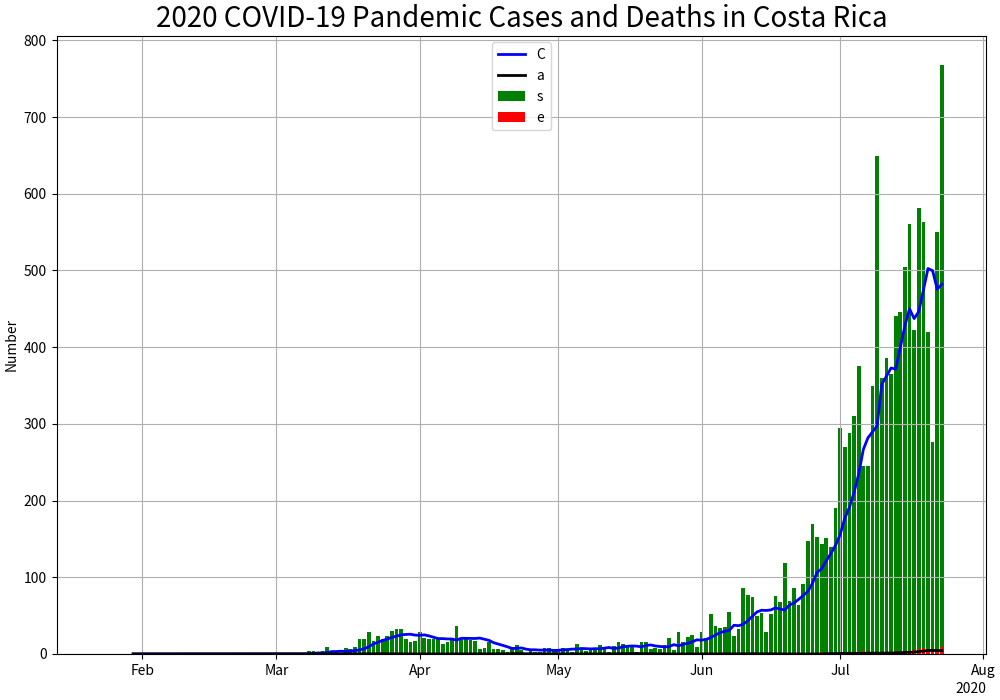 2020 COVID-19 Pandemic Cases and Deaths in Costa Rica
C
a
s
e
Number
800
700
600
500
400
300
200
100
0
Feb Mar Apr May Jun Jul Aug
2020